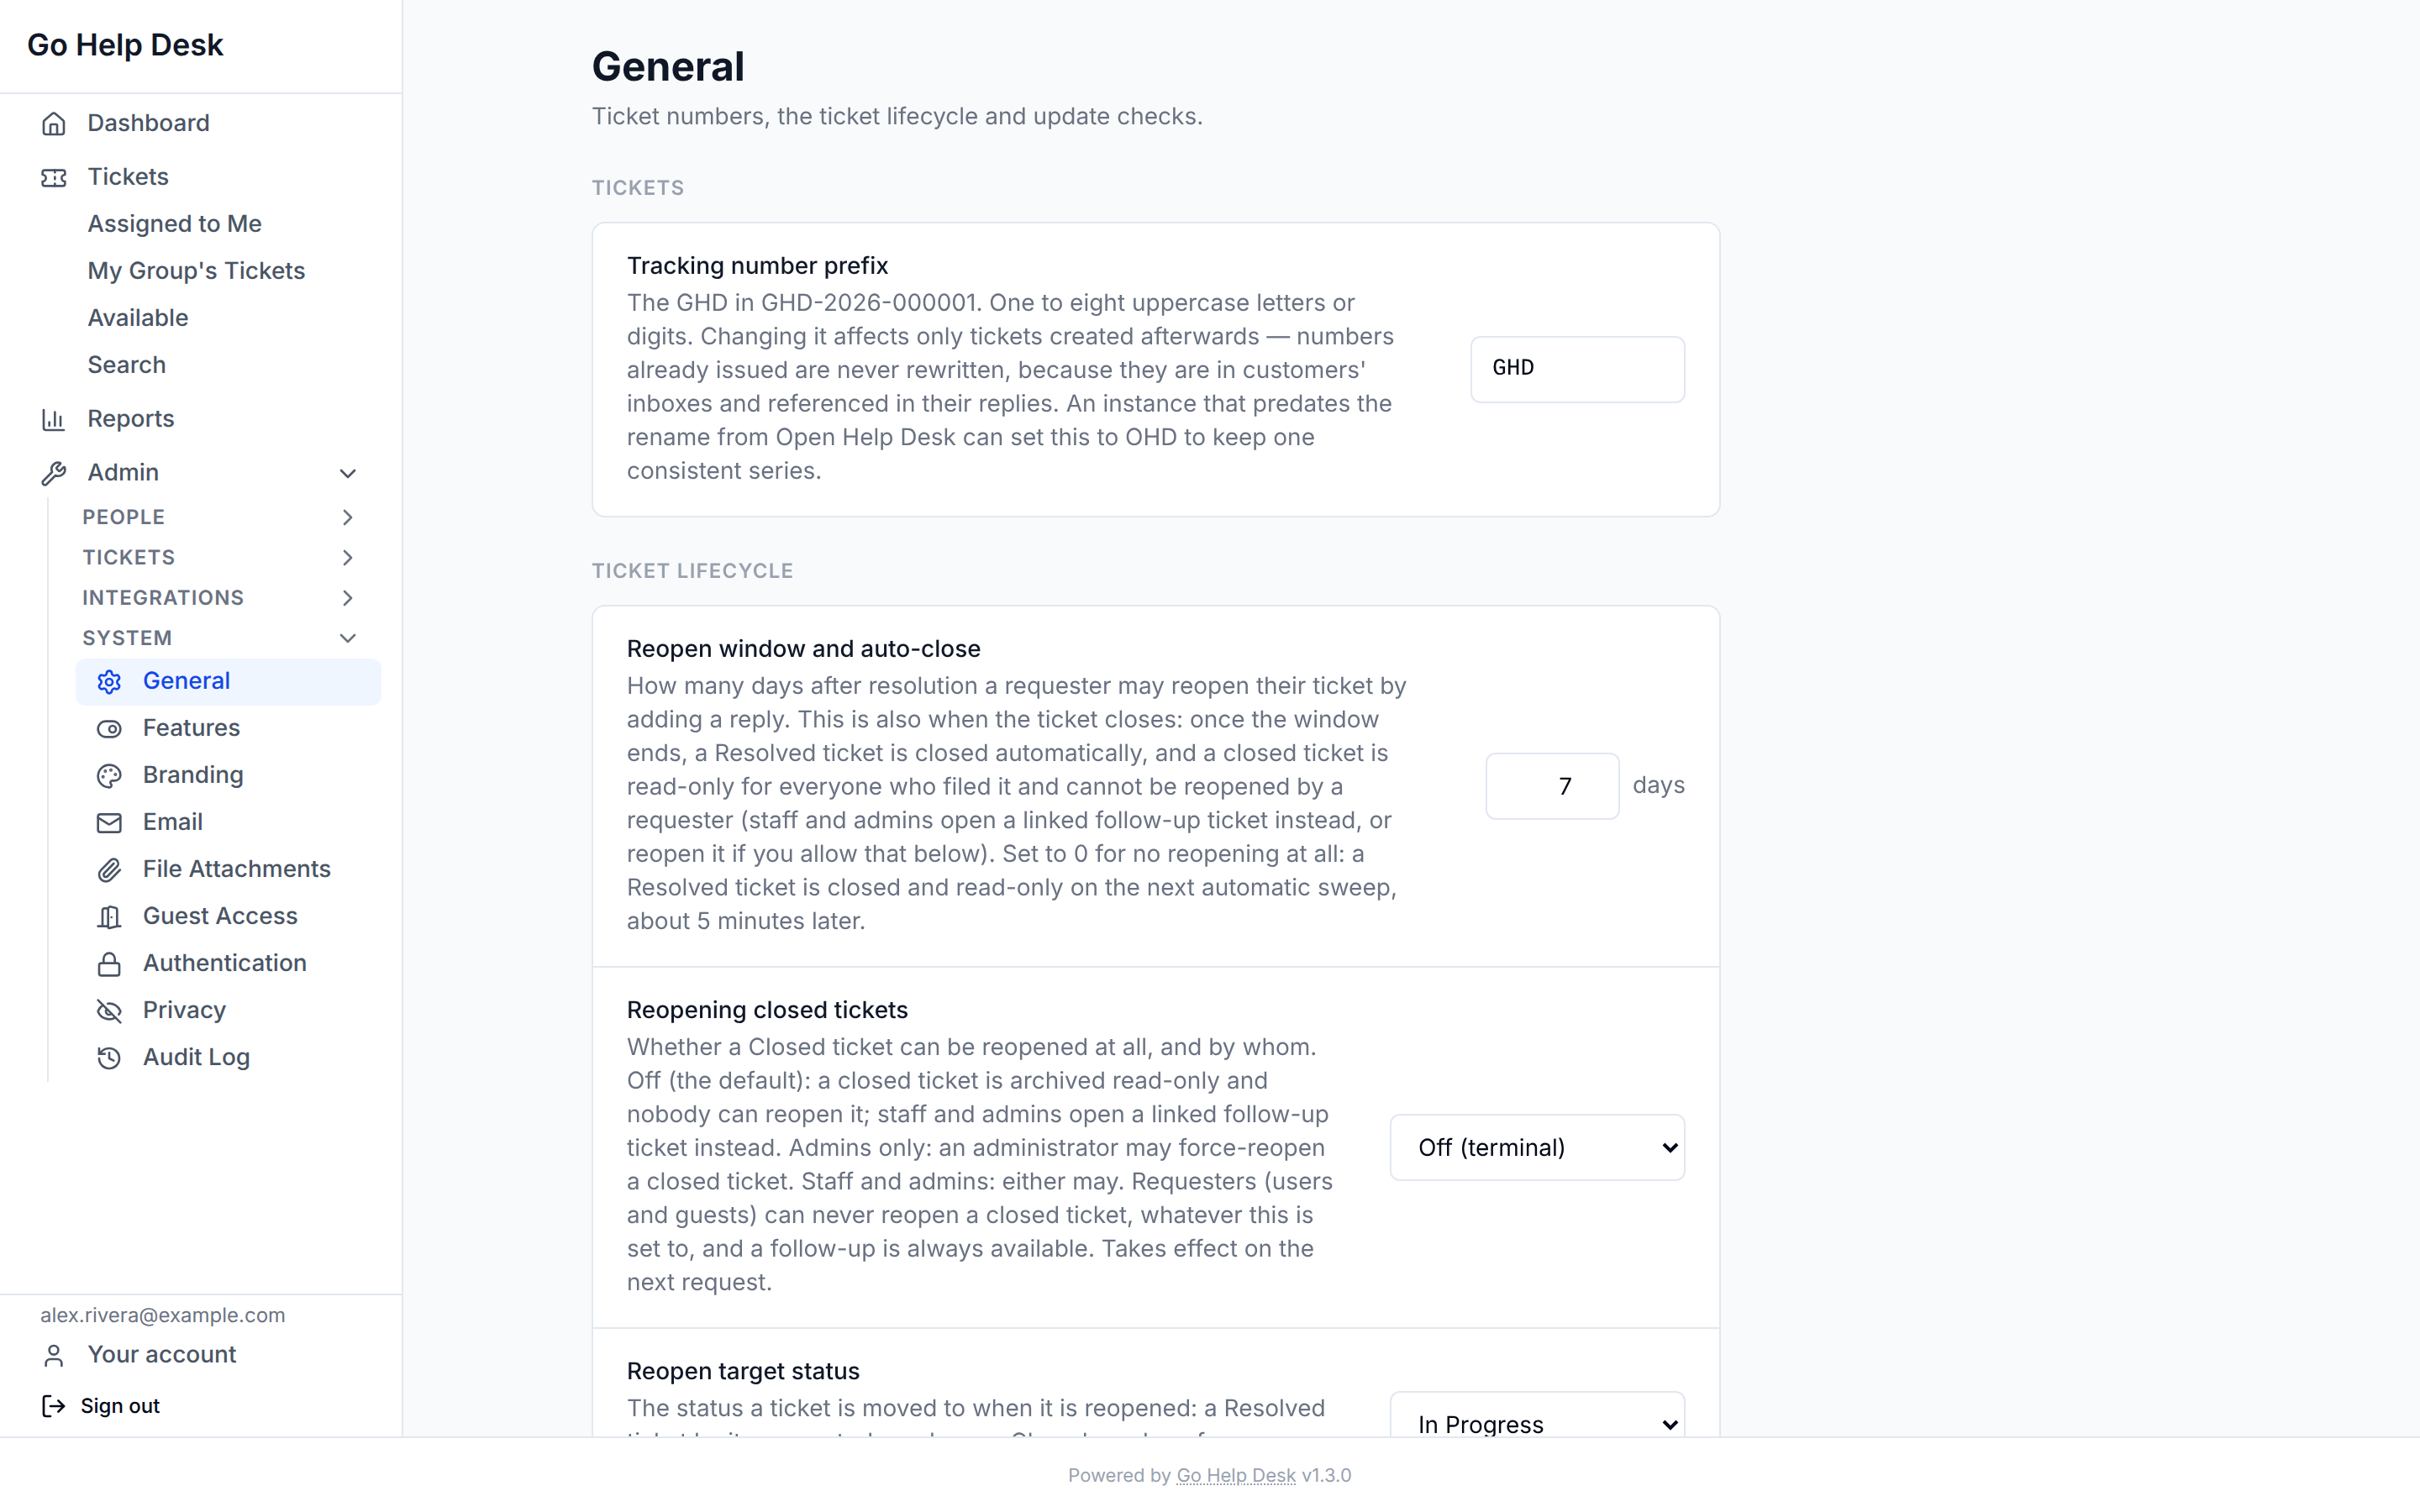 Go Help Desk
Dashboard
Tickets
Assigned to Me
My Group's Tickets
Available
Search
Reports
Admin
PEOPLE
TICKETS
INTEGRATIONS
SYSTEM
General
Features
Branding
Email
File Attachments
Guest Access
Authentication
Privacy
Audit Log
alex.rivera@example.com
Your account
Sign out
General
Ticket numbers, the ticket lifecycle and update checks.
TICKETS
Tracking number prefix
The GHD in GHD-2026-000001. One to eight uppercase letters or
digits. Changing it affects only tickets created afterwards — numbers
already issued are never rewritten, because they are in customers'
inboxes and referenced in their replies. An instance that predates the
rename from Open Help Desk can set this to OHD to keep one
consistent series.
GHD
TICKET LIFECYCLE
Reopen window and auto-close
How many days after resolution a requester may reopen their ticket by
adding a reply. This is also when the ticket closes: once the window
ends, a Resolved ticket is closed automatically, and a closed ticket is
read-only for everyone who filed it and cannot be reopened by a
requester (staff and admins open a linked follow-up ticket instead, or
reopen it if you allow that below). Set to 0 for no reopening at all: a
Resolved ticket is closed and read-only on the next automatic sweep,
about 5 minutes later.
7 days
Reopening closed tickets
Whether a Closed ticket can be reopened at all, and by whom.
Off (the default): a closed ticket is archived read-only and
nobody can reopen it; staff and admins open a linked follow-up
ticket instead. Admins only: an administrator may force-reopen
a closed ticket. Staff and admins: either may. Requesters (users
and guests) can never reopen a closed ticket, whatever this is
set to, and a follow-up is always available. Takes effect on the
next request.
Off (terminal)
Reopen target status
The status a ticket is moved to when it is reopened: a Resolved
In Progress
Powered by Go Help Desk v1.3.0